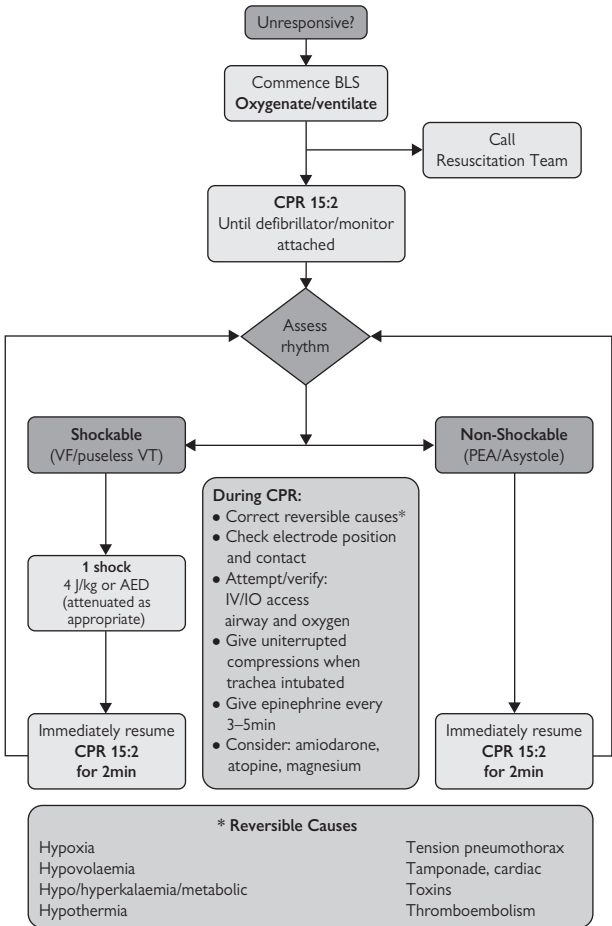 Unresponsive?
Commence BLS
Oxygenate/ventilate
Call
Resuscitation Team
CPR 15:2
Until defibrillator/monitor
attached
Assess
rhythm
Shockable
(VF/puseless VT)
Non-Shockable
(PEA/Asystole)
1 shock
4 J/kg or AED
(attenuated as
appropriate)
During CPR:
• Correct reversible causes*
• Check electrode position
and contact
• Attempt/verify:
IV/IO access
airway and oxygen
• Give uniterrupted
compressions when
trachea intubated
• Give epinephrine every
3–5min
• Consider: amiodarone,
atopine, magnesium
Immediately resume
CPR 15:2
for 2min
Immediately resume
CPR 15:2
for 2min
* Reversible Causes
Hypoxia
Hypovolaemia
Hypo/hyperkalaemia/metabolic
Hypothermia
Tension pneumothorax
Tamponade, cardiac
Toxins
Thromboembolism